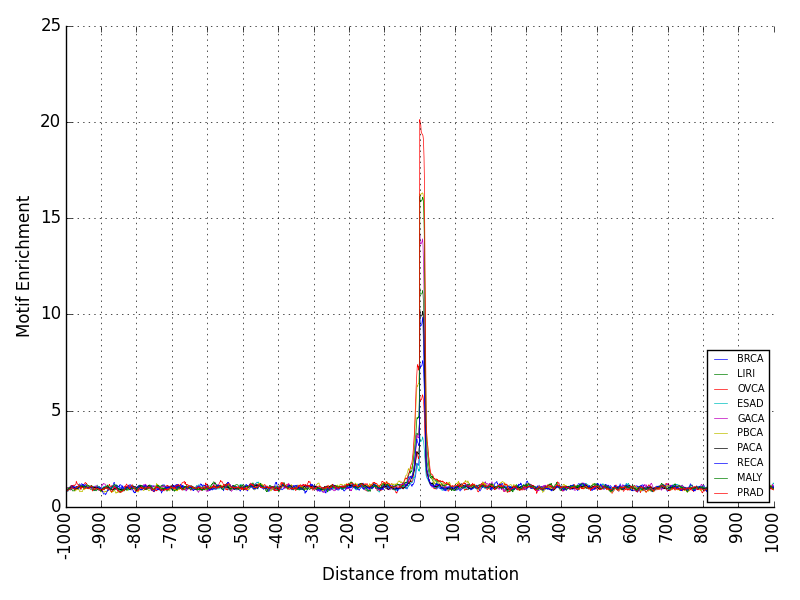 25
20
15
10
5
0
Motif Enrichment
-1000
-900
-800
-700
-600
-500
-400
-300
-200
-100
0
100
200
300
400
500
600
700
800
900
1000
Distance from mutation
BRCA
LIRI
OVCA
ESAD
GACA
PBCA
PACA
RECA
MALY
PRAD